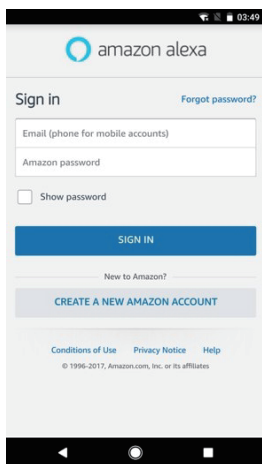 03:49
amazon alexa
Sign in
Forgot password?
Email (phone for mobile accounts)
Amazon password
Show password
SIGN IN
New to Amazon?
CREATE A NEW AMAZON ACCOUNT
Conditions of Use Privacy Notice Help
© 1996-2017, Amazon.com, Inc. or its affiliates